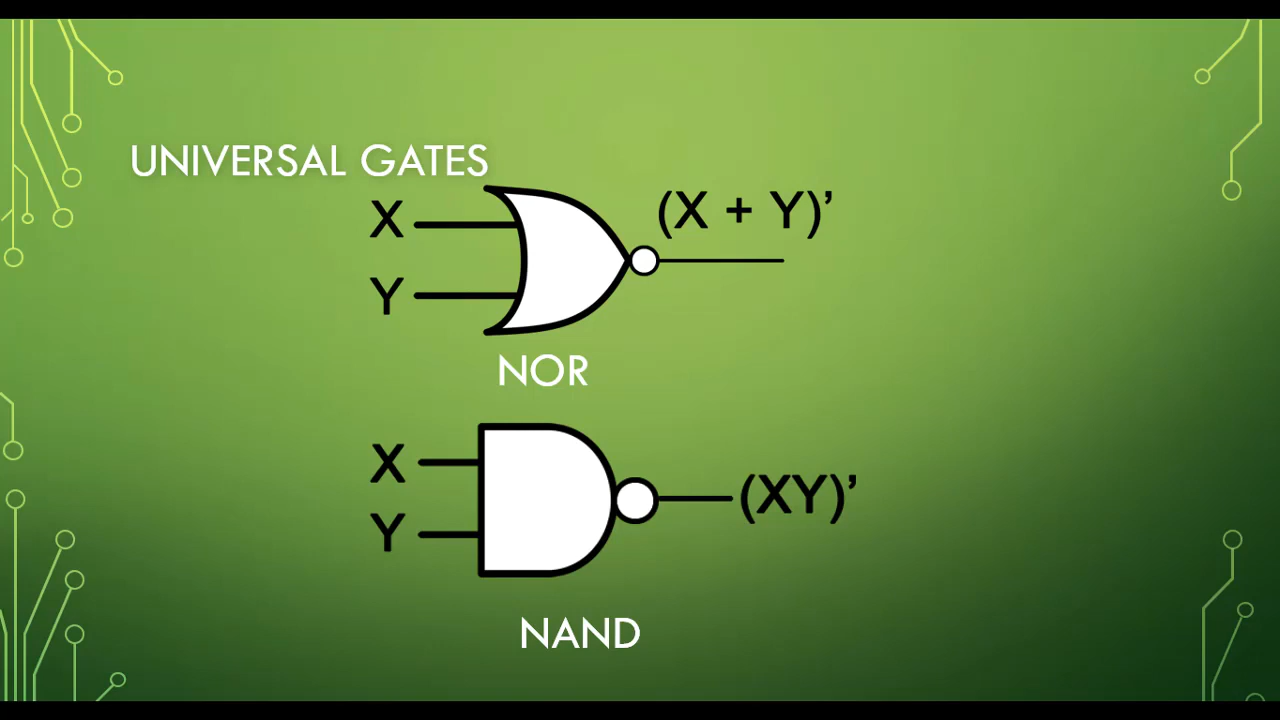 UNIVERSAL GATES
X
(X + Y)’
Y
NOR
X
(XY)’
Y
NAND